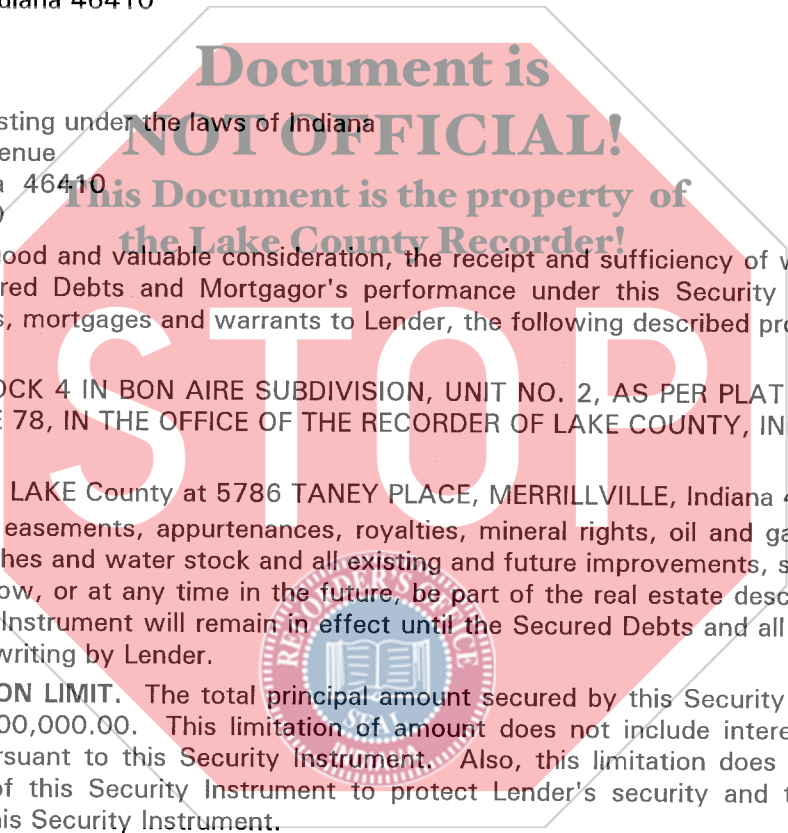 diana 46410
Document is
sting under the laws of Indiana
NOT OFFICIAL!
enue
a 46410
This Document is the property of
)
the Lake County Recorder!
ood and valuable consideration, the receipt and sufficiency of w
red Debts and Mortgagor's performance under this Security
s, mortgages and warrants to Lender, the following described pro
STOP
OCK 4 IN BON AIRE SUBDIVISION, UNIT NO. 2, AS PER PLAT
E 78, IN THE OFFICE OF THE RECORDER OF LAKE COUNTY, IN
LAKE County at 5786 TANEY PLACE, MERRILLVILLE, Indiana 4
easements, appurtenances, royalties, mineral rights, oil and ga
hes and water stock and all existing and future improvements, s
ow, or at any time in the future, be part of the real estate desc
Instrument will remain in effect until the Secured Debts and all
writing by Lender.
RECORDER'S OFFICE
SEAL
INDIANA
ON LIMIT. The total principal amount secured by this Security
00,000.00. This limitation of amount does not include intere
rsuant to this Security Instrument. Also, this limitation does
of this Security Instrument to protect Lender's security and t
his Security Instrument.